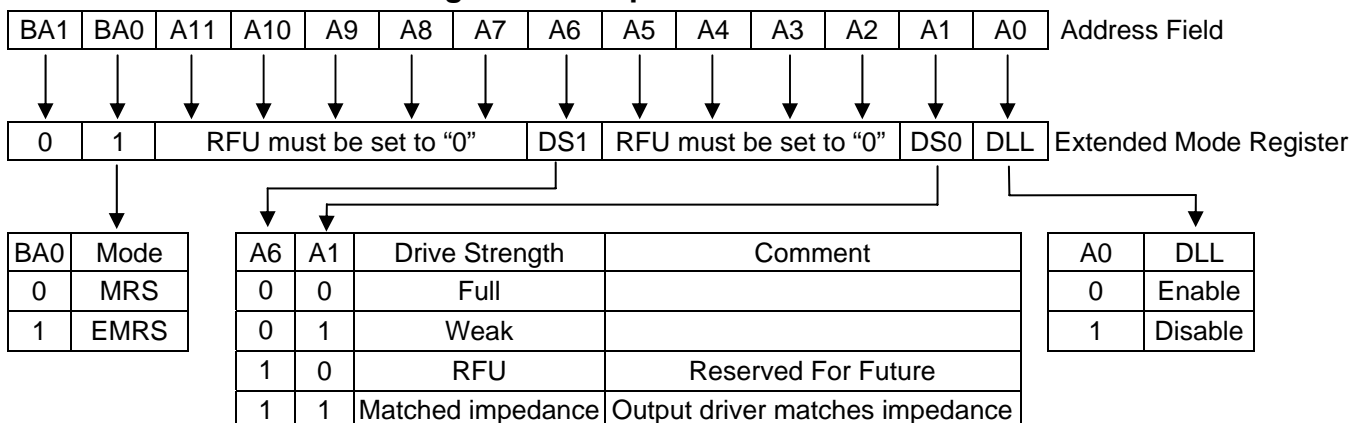 BA1 BA0 A11 A10 A9 A8 A7 A6 A5 A4 A3 A2 A1 A0 Address Field
0 1 RFU must be set to “0” DS1 RFU must be set to “0” DS0 DLL Extended Mode Register
BA0 Mode A6 A1 Drive Strength Comment A0 DLL
0 MRS 0 0 Full 0 Enable
1 EMRS 0 1 Weak 1 Disable
1 0 RFU Reserved For Future
1 1 Matched impedance Output driver matches impedance